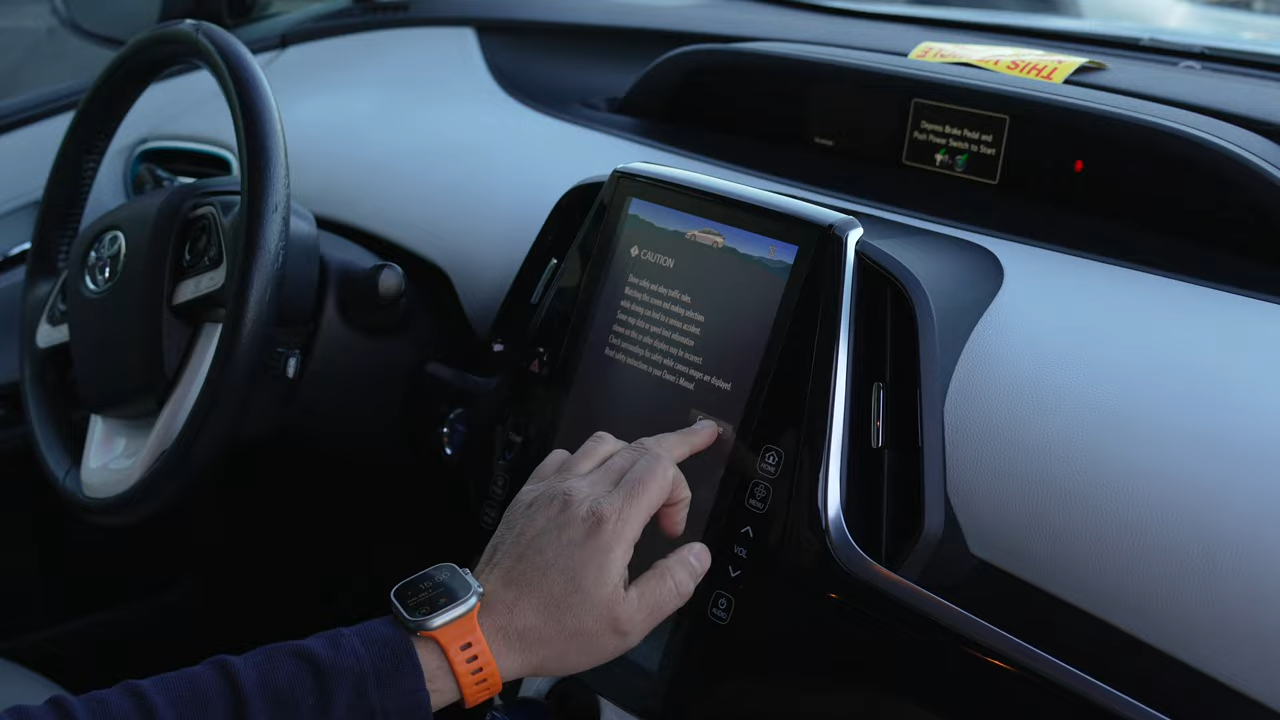 THIS
Depress Brake Pedal and
Push Power Switch to Start
CAUTION
Drive safely and obey traffic rules.
Watching this screen and making selections
while driving can lead to a serious accident.
Some map data or speed limit information
shown on this or other displays may be incorrect.
Check surroundings for safety while camera images are displayed.
Read safety instructions in your Owner's Manual.
HOME
MENU
VOL
AUDIO